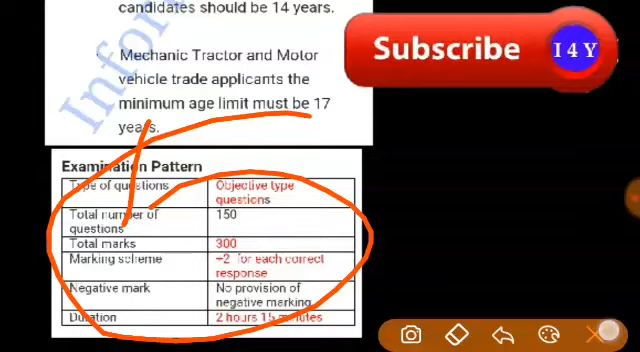 candidates should be 14 years.
Mechanic Tractor and Motor
vehicle trade applicants the
minimum age limit must be 17
years.
Subscribe
I 4 Y
Infor
Examination Pattern
Type of questions Objective type
questions
Total number of 150
questions
Total marks 300
Marking scheme +2 for each correct
response
Negative mark No provision of
negative marking
Duration 2 hours 15 minutes